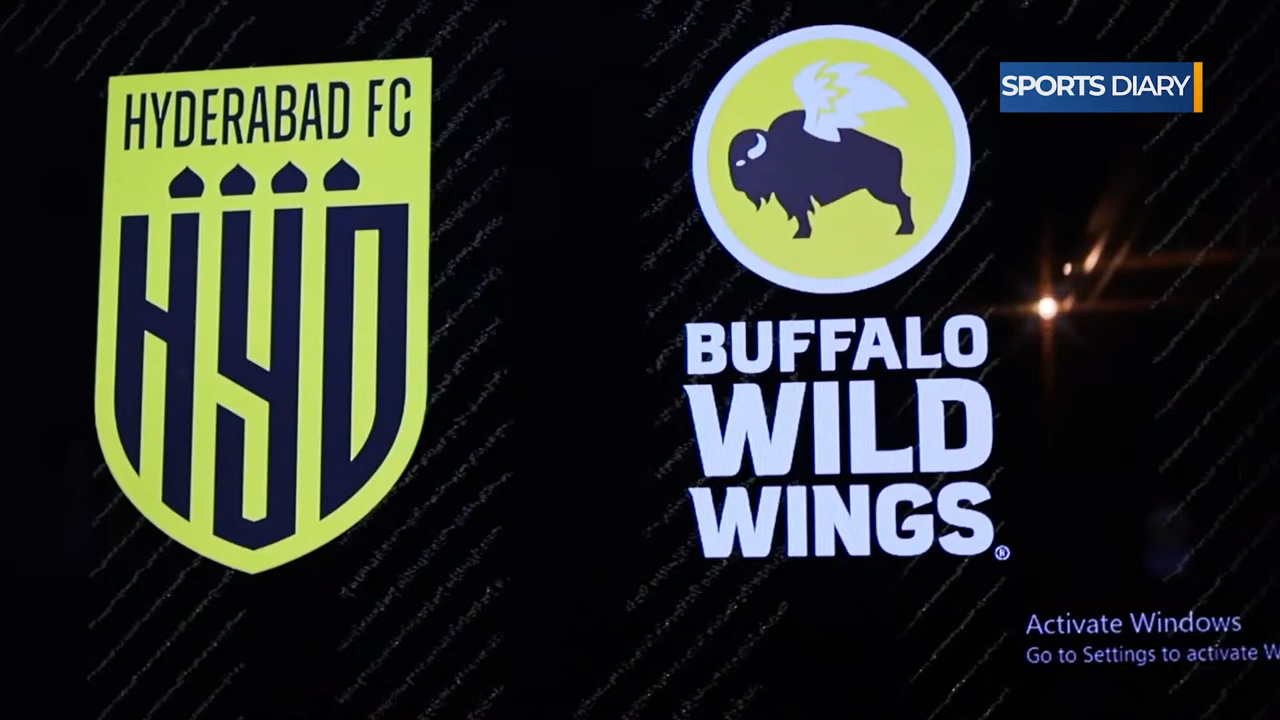 HYDERABAD FC
HYD
BUFFALO
WILD
WINGS®
SPORTS DIARY
Activate Windows
Go to Settings to activate W